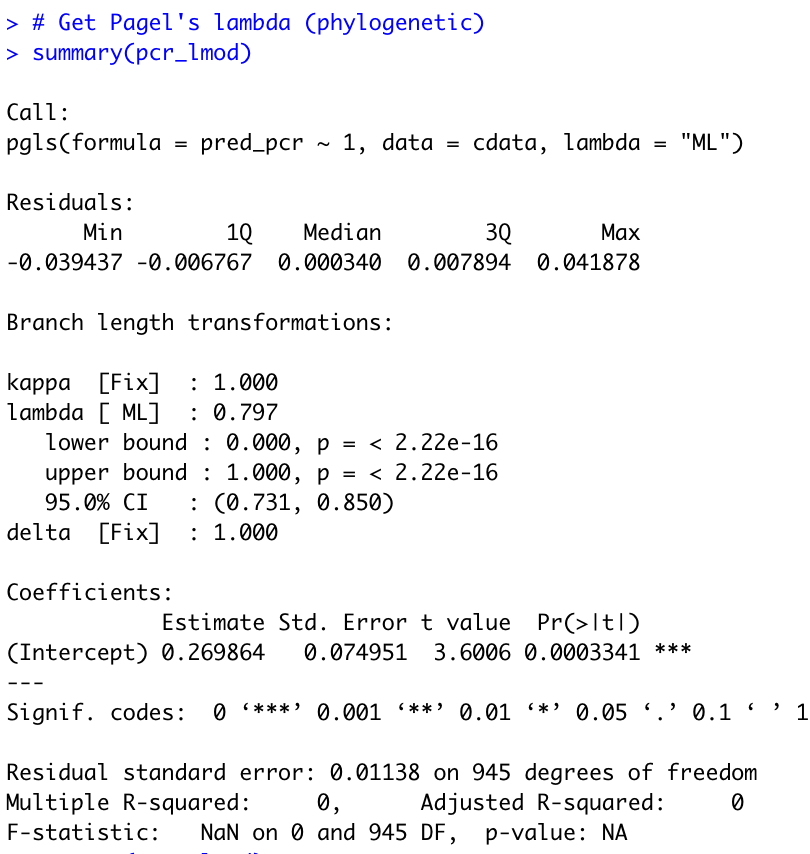 > # Get Pagel's lambda (phylogenetic)
> summary(pcr_lmod)
Call:
pgls(formula = pred_pcr ~ 1, data = cdata, lambda = "ML")
Residuals:
Min 1Q Median 3Q Max
-0.039437 -0.006767 0.000340 0.007894 0.041878
Branch length transformations:
kappa [Fix] : 1.000
lambda [ ML] : 0.797
lower bound : 0.000, p = < 2.22e-16
upper bound : 1.000, p = < 2.22e-16
95.0% CI : (0.731, 0.850)
delta [Fix] : 1.000
Coefficients:
Estimate Std. Error t value Pr(>|t|)
(Intercept) 0.269864 0.074951 3.6006 0.0003341 ***
---
Signif. codes: 0 ‘***’ 0.001 ‘**’ 0.01 ‘*’ 0.05 ‘.’ 0.1 ‘ ’ 1
Residual standard error: 0.01138 on 945 degrees of freedom
Multiple R-squared: 0, Adjusted R-squared: 0
F-statistic: NaN on 0 and 945 DF, p-value: NA